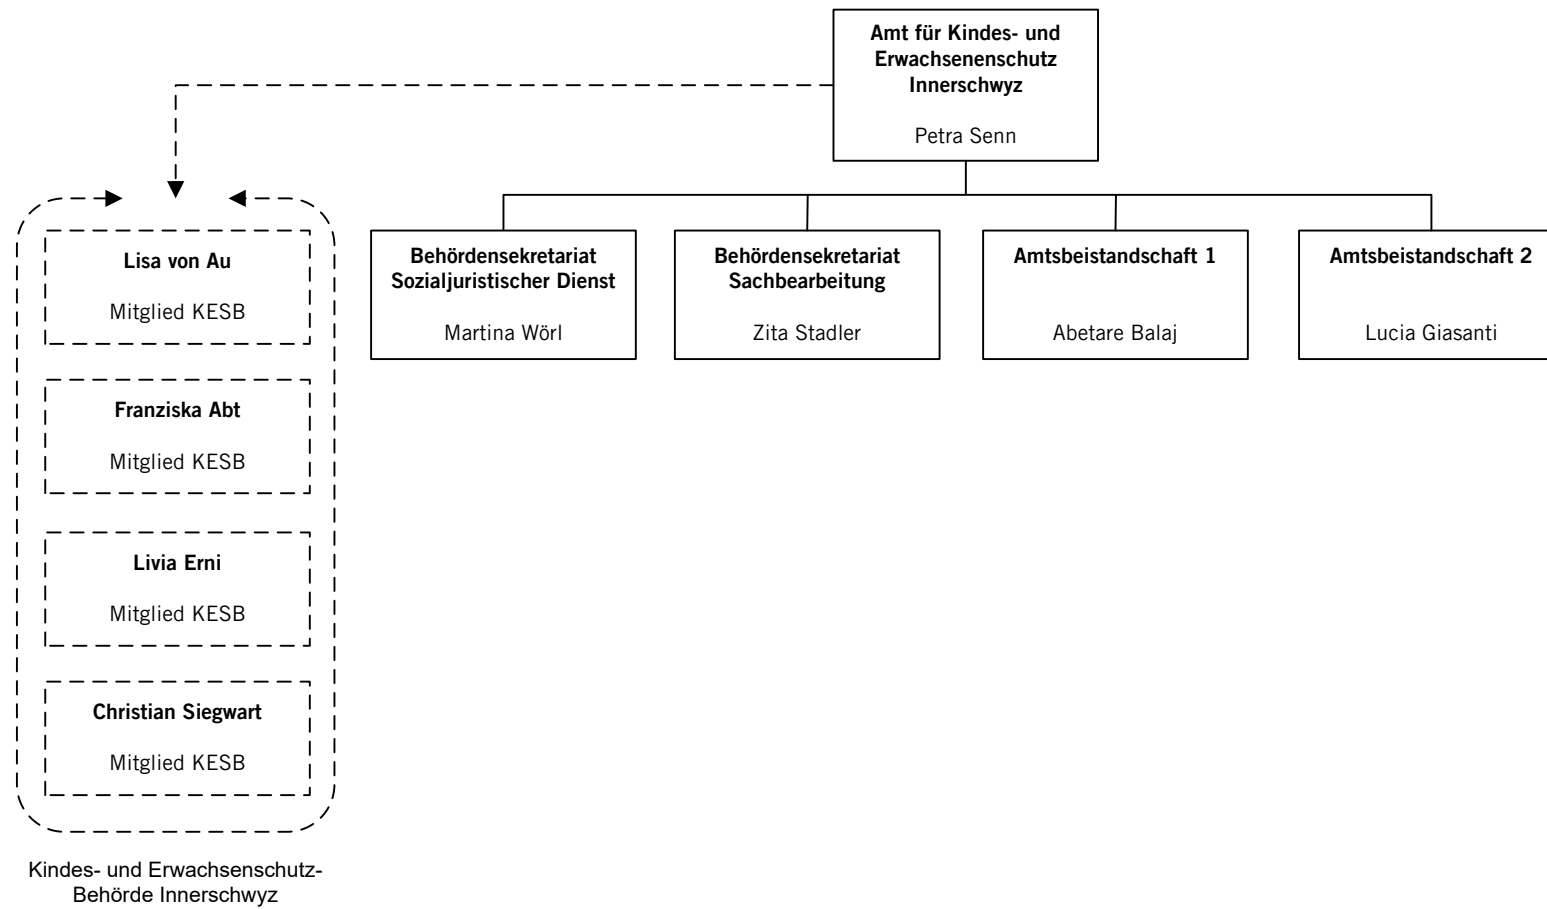 Amt für Kindes- und
Erwachsenenschutz
Innerschwyz
Petra Senn
Lisa von Au
Mitglied KESB
Franziska Abt
Mitglied KESB
Livia Erni
Mitglied KESB
Christian Siegwart
Mitglied KESB
Kindes- und Erwachsenschutz-
Behörde Innerschwyz
Behördensekretariat
Sozialjuristischer Dienst
Martina Wörl
Behördensekretariat
Sachbearbeitung
Zita Stadler
Amtsbeistandschaft 1
Abetare Balaj
Amtsbeistandschaft 2
Lucia Giasanti